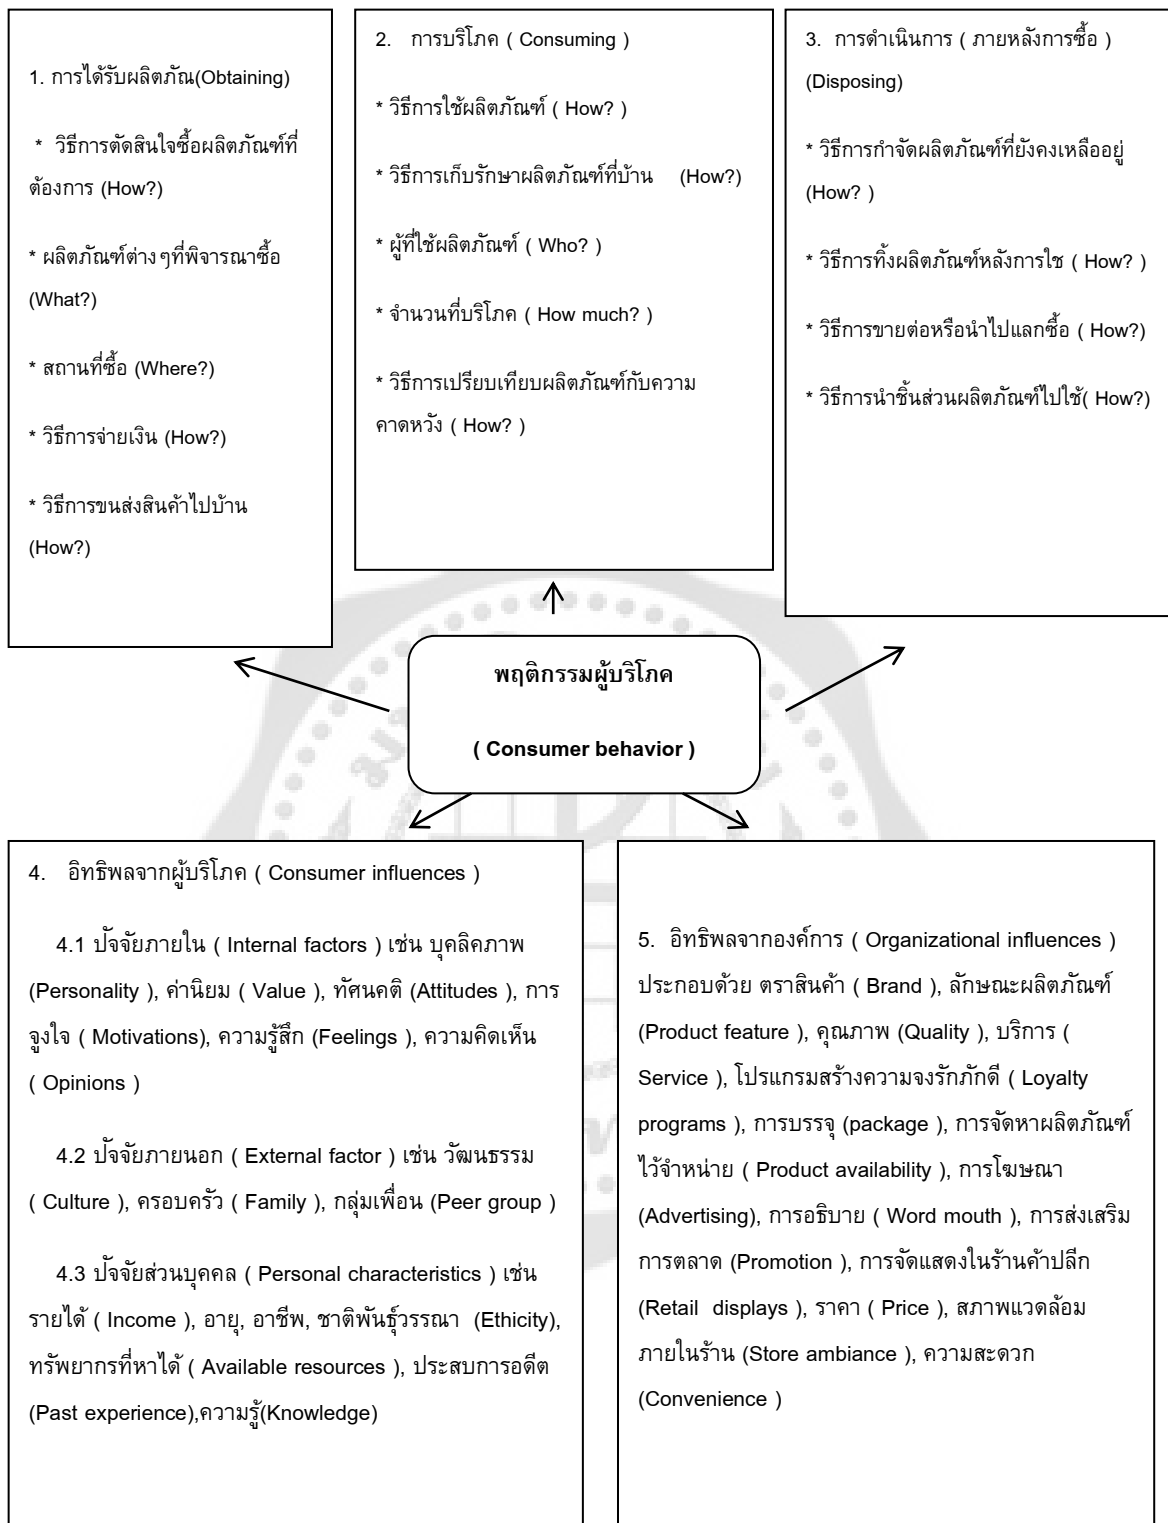 1. การได้รับผลิตภัณ(Obtaining)
* วิธีการตัดสินใจซื้อผลิตภัณฑ์ที่
ต้องการ (How?)
* ผลิตภัณฑ์ต่างๆที่พิจารณาซื้อ
(What?)
* สถานที่ซื้อ (Where?)
* วิธีการจ่ายเงิน (How?)
* วิธีการขนส่งสินค้าไปบ้าน
(How?)
2. การบริโภค ( Consuming )
* วิธีการใช้ผลิตภัณฑ์ ( How? )
* วิธีการเก็บรักษาผลิตภัณฑ์ที่บ้าน (How?)
* ผู้ที่ใช้ผลิตภัณฑ์ ( Who? )
* จำนวนที่บริโภค ( How much? )
* วิธีการเปรียบเทียบผลิตภัณฑ์กับความ
คาดหวัง ( How? )
3. การดำเนินการ ( ภายหลังการซื้อ )
(Disposing)
* วิธีการกำจัดผลิตภัณฑ์ที่ยังคงเหลืออยู่
(How? )
* วิธีการทิ้งผลิตภัณฑ์หลังการใช ( How? )
* วิธีการขายต่อหรือนำไปแลกซื้อ ( How?)
* วิธีการนำชิ้นส่วนผลิตภัณฑ์ไปใช้( How?)
พฤติกรรมผู้บริโภค
( Consumer behavior )
4. อิทธิพลจากผู้บริโภค ( Consumer influences )
4.1 ปัจจัยภายใน ( Internal factors ) เช่น บุคลิคภาพ
(Personality ), ค่านิยม ( Value ), ทัศนคติ (Attitudes ), การ
จูงใจ ( Motivations), ความรู้สึก (Feelings ), ความคิดเห็น
( Opinions )
4.2 ปัจจัยภายนอก ( External factor ) เช่น วัฒนธรรม
( Culture ), ครอบครัว ( Family ), กลุ่มเพื่อน (Peer group )
4.3 ปัจจัยส่วนบุคคล ( Personal characteristics ) เช่น
รายได้ ( Income ), อายุ, อาชีพ, ชาติพันธุ์วรรณา (Ethicity),
ทรัพยากรที่หาได้ ( Available resources ), ประสบการอดีต
(Past experience),ความรู้(Knowledge)
5. อิทธิพลจากองค์การ ( Organizational influences )
ประกอบด้วย ตราสินค้า ( Brand ), ลักษณะผลิตภัณฑ์
(Product feature ), คุณภาพ (Quality ), บริการ (
Service ), โปรแกรมสร้างความจงรักภักดี ( Loyalty
programs ), การบรรจุ (package ), การจัดหาผลิตภัณฑ์
ไว้จำหน่าย ( Product availability ), การโฆษณา
(Advertising), การอธิบาย ( Word mouth ), การส่งเสริม
การตลาด (Promotion ), การจัดแสดงในร้านค้าปลีก
(Retail displays ), ราคา ( Price ), สภาพแวดล้อม
ภายในร้าน (Store ambiance ), ความสะดวก
(Convenience )